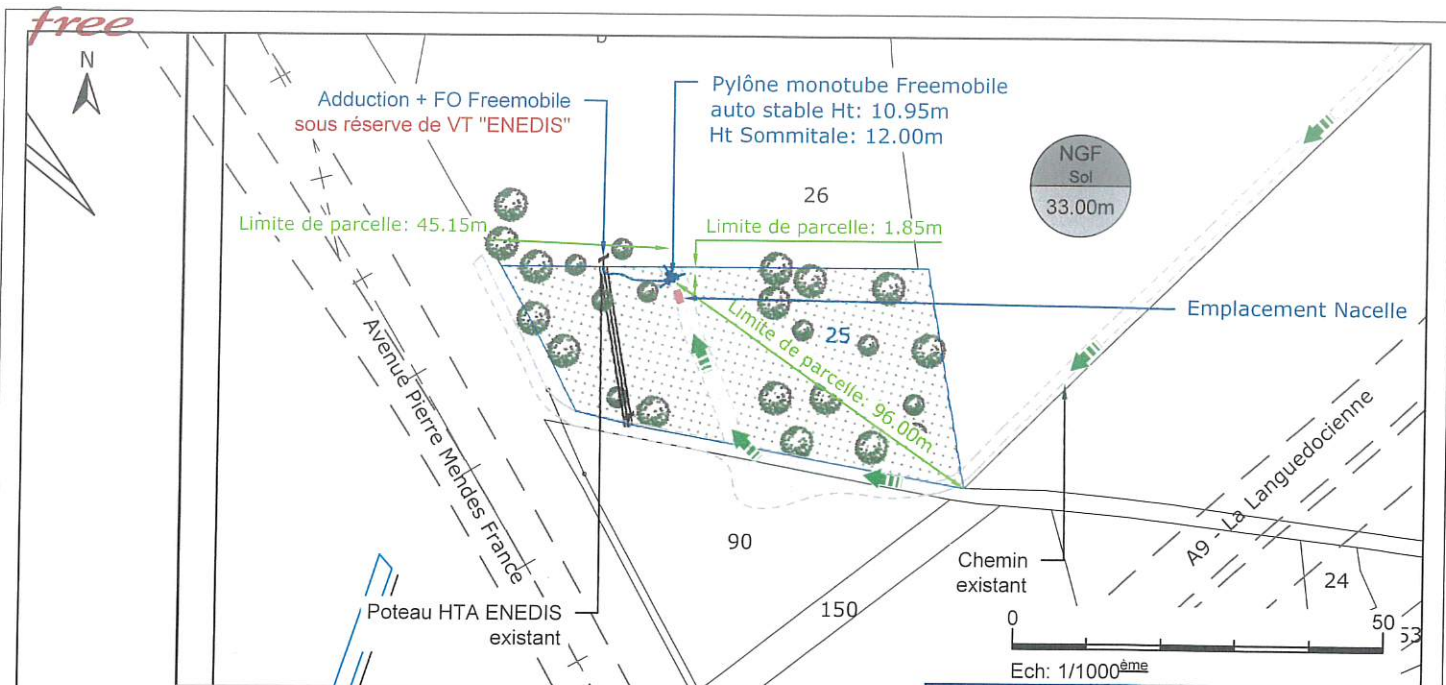 free
N
Adduction + FO Freemobile
sous réserve de VT "ENEDIS"
Pylône monotube Freemobile
auto stable Ht: 10.95m
Ht Sommitale: 12.00m
NGF
Sol
33.00m
26
Limite de parcelle: 45.15m
Limite de parcelle: 1.85m
Emplacement Nacelle
25
Limite de parcelle: 96.00m
Avenue Pierre Mendes France
A9 - La Languedocienne
90
Chemin
existant
24
150
Poteau HTA ENEDIS
existant
0
50
53
Ech: 1/1000ème